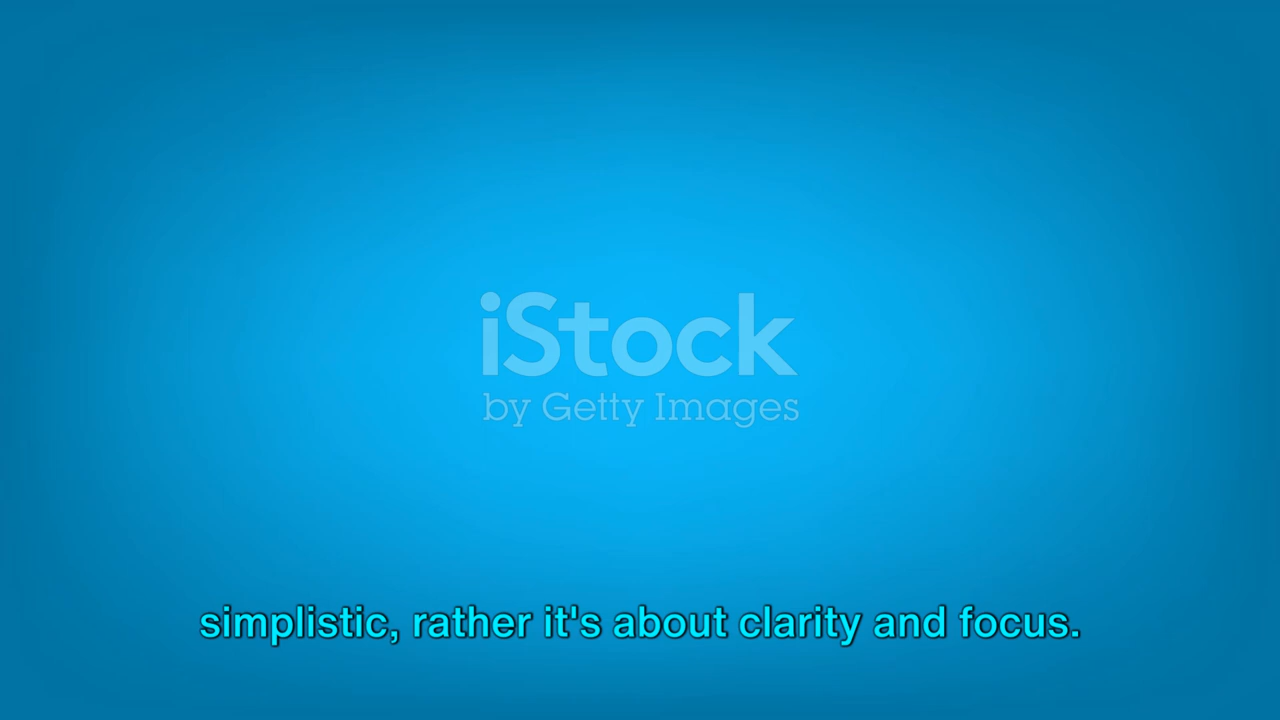 iStock
by Getty Images
simplistic, rather it's about clarity and focus.